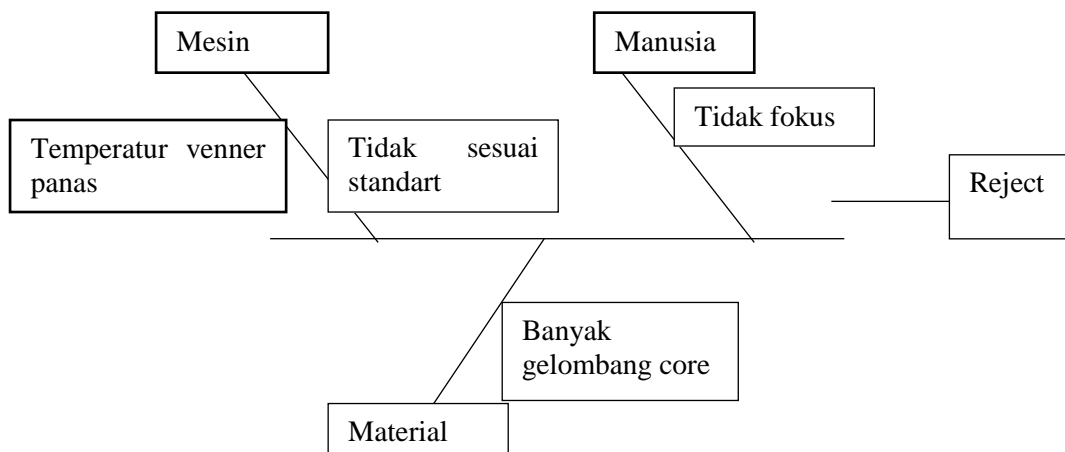 Mesin
Manusia
Tidak fokus
Temperatur venner
panas
Tidak sesuai
standart
Reject
Banyak
gelombang core
Material